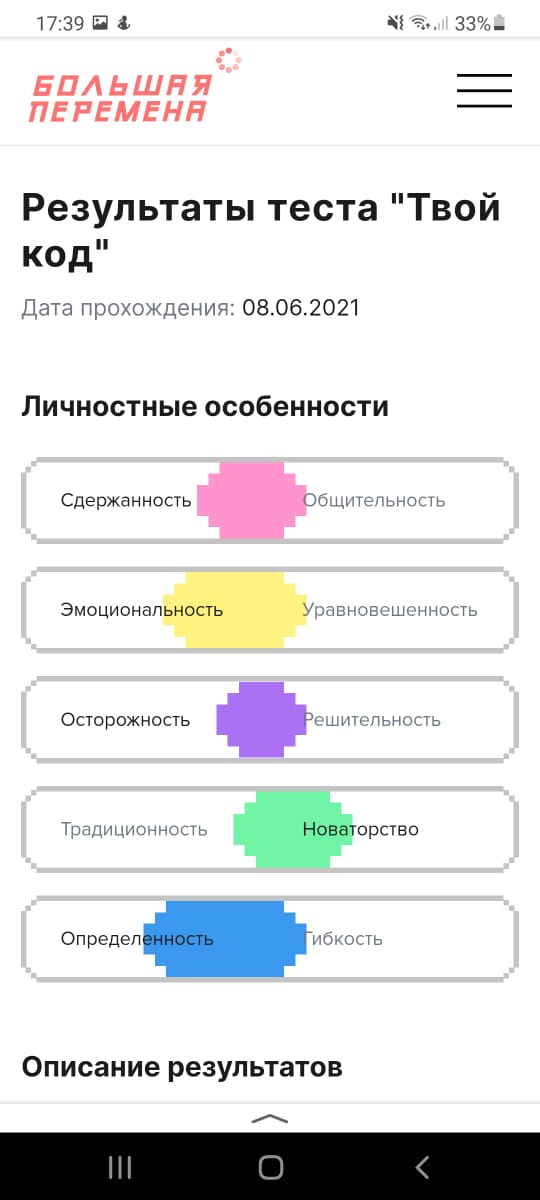 17:39 33%
БОЛЬШАЯ
ПЕРЕМЕНА
Результаты теста "Твой
код"
Дата прохождения: 08.06.2021
Личностные особенности
Сдержанность Общительность
Эмоциональность Уравновешенность
Осторожность Решительность
Традиционность Новаторство
Определенность Гибкость
Описание результатов